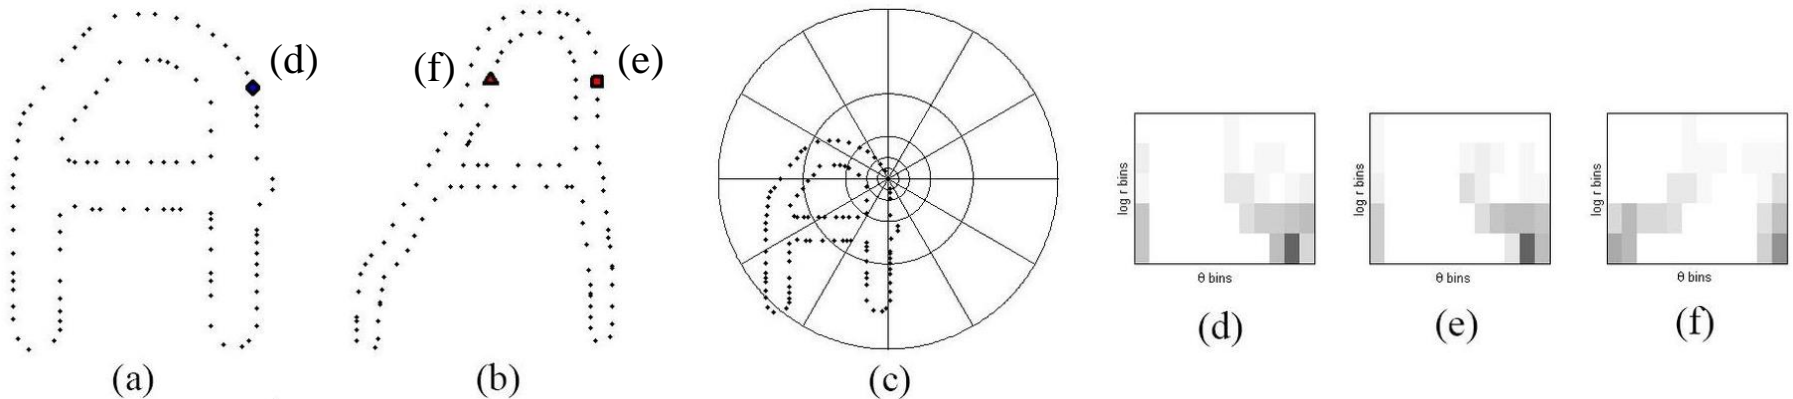 (d)
(f)
(e)
(a)
(b)
(c)
log r bins
θ bins
(d)
log r bins
θ bins
(e)
log r bins
θ bins
(f)